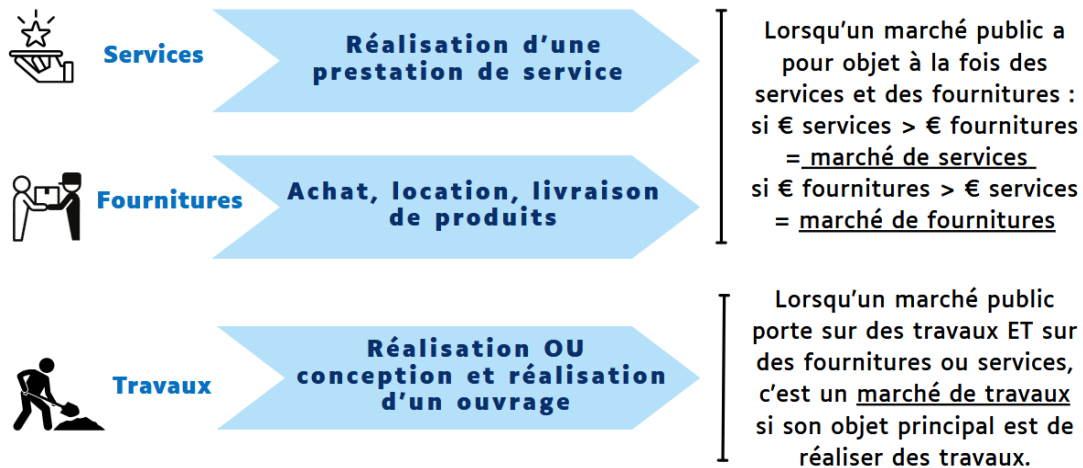 Services
Réalisation d'une
prestation de service
Lorsqu'un marché public a
pour objet à la fois des
services et des fournitures :
si € services > € fournitures
= marché de services
si € fournitures > € services
= marché de fournitures
Fournitures
Achat, location, livraison
de produits
Travaux
Réalisation OU
conception et réalisation
d'un ouvrage
Lorsqu'un marché public
porte sur des travaux ET sur
des fournitures ou services,
c'est un marché de travaux
si son objet principal est de
réaliser des travaux.